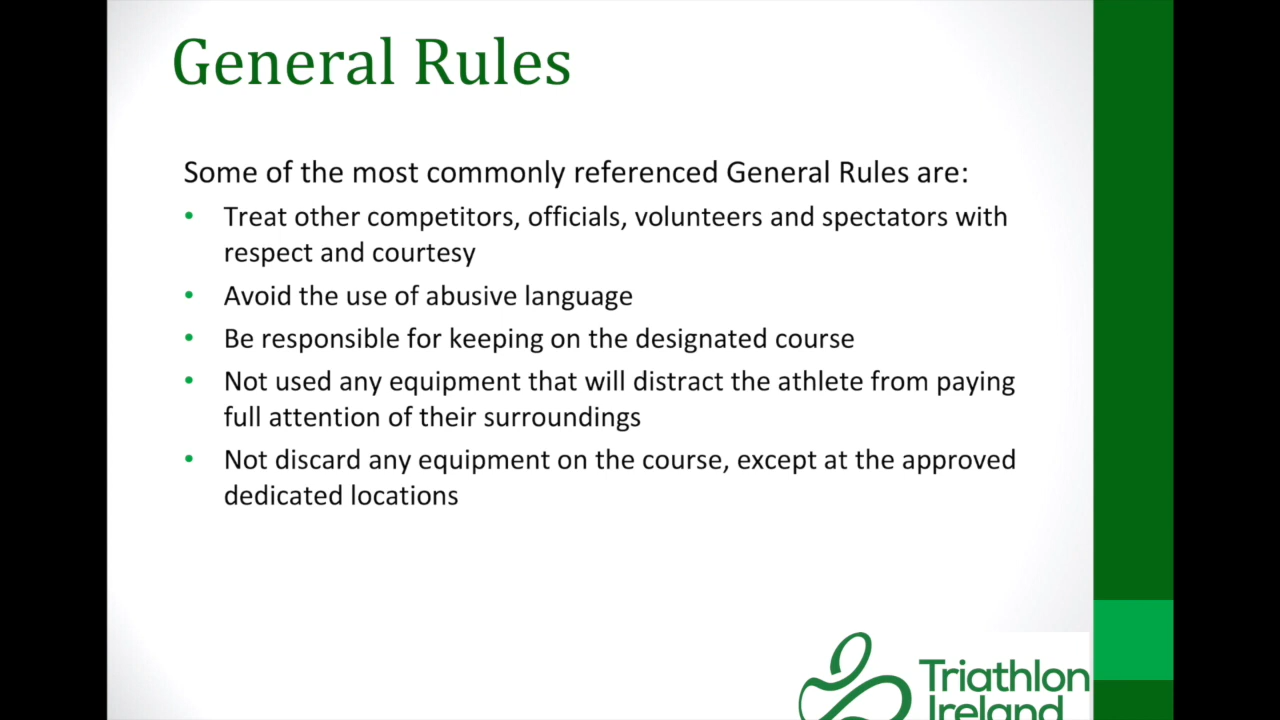 General Rules
Some of the most commonly referenced General Rules are:
• Treat other competitors, officials, volunteers and spectators with
respect and courtesy
• Avoid the use of abusive language
• Be responsible for keeping on the designated course
• Not used any equipment that will distract the athlete from paying
full attention of their surroundings
• Not discard any equipment on the course, except at the approved
dedicated locations
Triathlon
Ireland